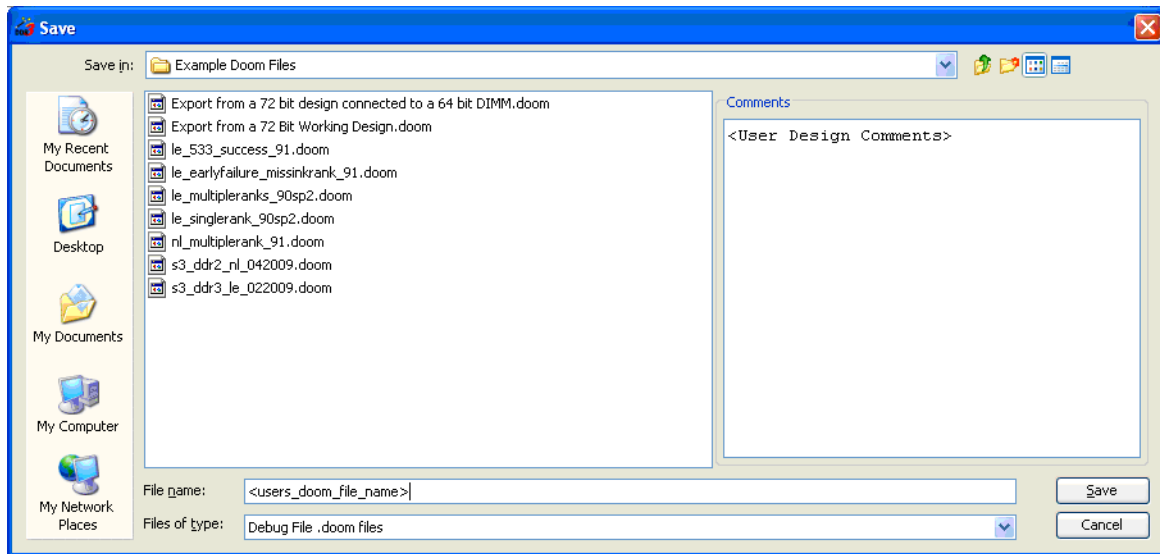 Save
Save in: Example Doom Files
My Recent Documents
Desktop
My Documents
My Computer
My Network Places
Export from a 72 bit design connected to a 64 bit DIMM.doom
Export from a 72 Bit Working Design.doom
le_533_success_91.doom
le_earlyfailure_missinkrank_91.doom
le_multipleranks_90sp2.doom
le_singlerank_90sp2.doom
nl_multiplerank_91.doom
s3_ddr2_nl_042009.doom
s3_ddr3_le_022009.doom
Comments
<User Design Comments>
File name: <users_doom_file_name>
Files of type: Debug File .doom files
Save
Cancel